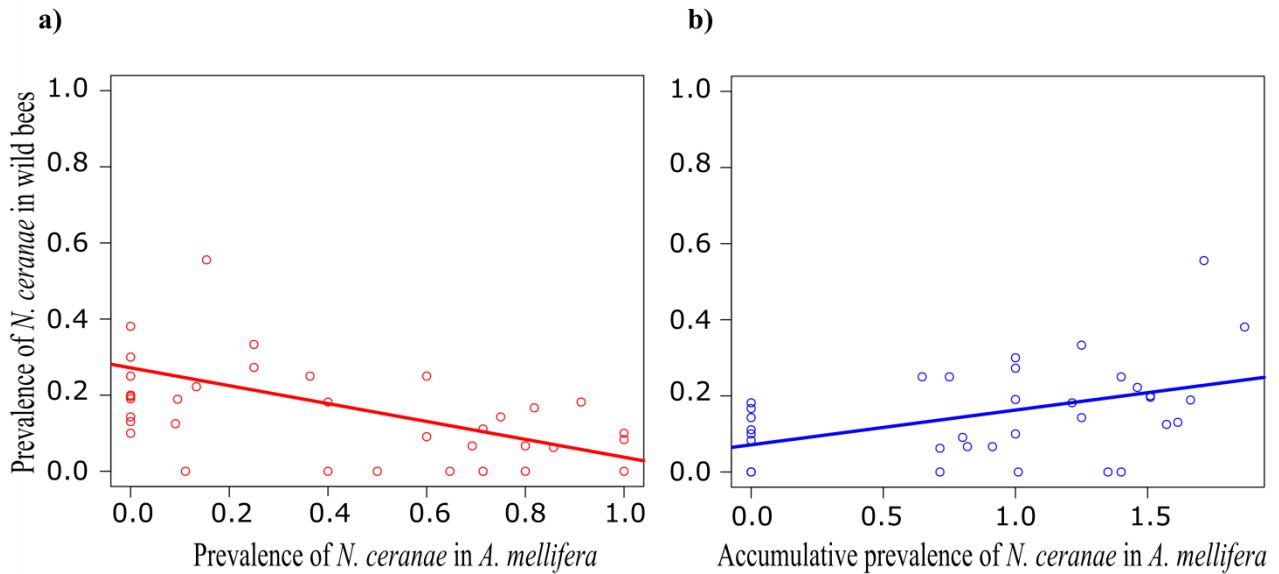 a)
b)
Prevalence of N. ceranae in wild bees
1.0
0.8
0.6
0.4
0.2
0.0
0.0 0.2 0.4 0.6 0.8 1.0
Prevalence of N. ceranae in A. mellifera
1.0
0.8
0.6
0.4
0.2
0.0
0.0 0.5 1.0 1.5
Accumulative prevalence of N. ceranae in A. mellifera